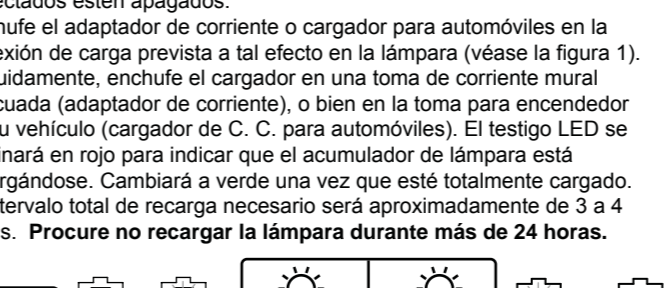 ectados estén apagados.
hufe el adaptador de corriente o cargador para automóviles en la
exión de carga prevista a tal efecto en la lámpara (véase la figura 1).
uidamente, enchufe el cargador en una toma de corriente mural
cuada (adaptador de corriente), o bien en la toma para encendedor
u vehículo (cargador de C. C. para automóviles). El testigo LED se
inará en rojo para indicar que el acumulador de lámpara está
rgándose. Cambiará a verde una vez que esté totalmente cargado.
tervalo total de recarga necesario será aproximadamente de 3 a 4
s. Procure no recargar la lámpara durante más de 24 horas.